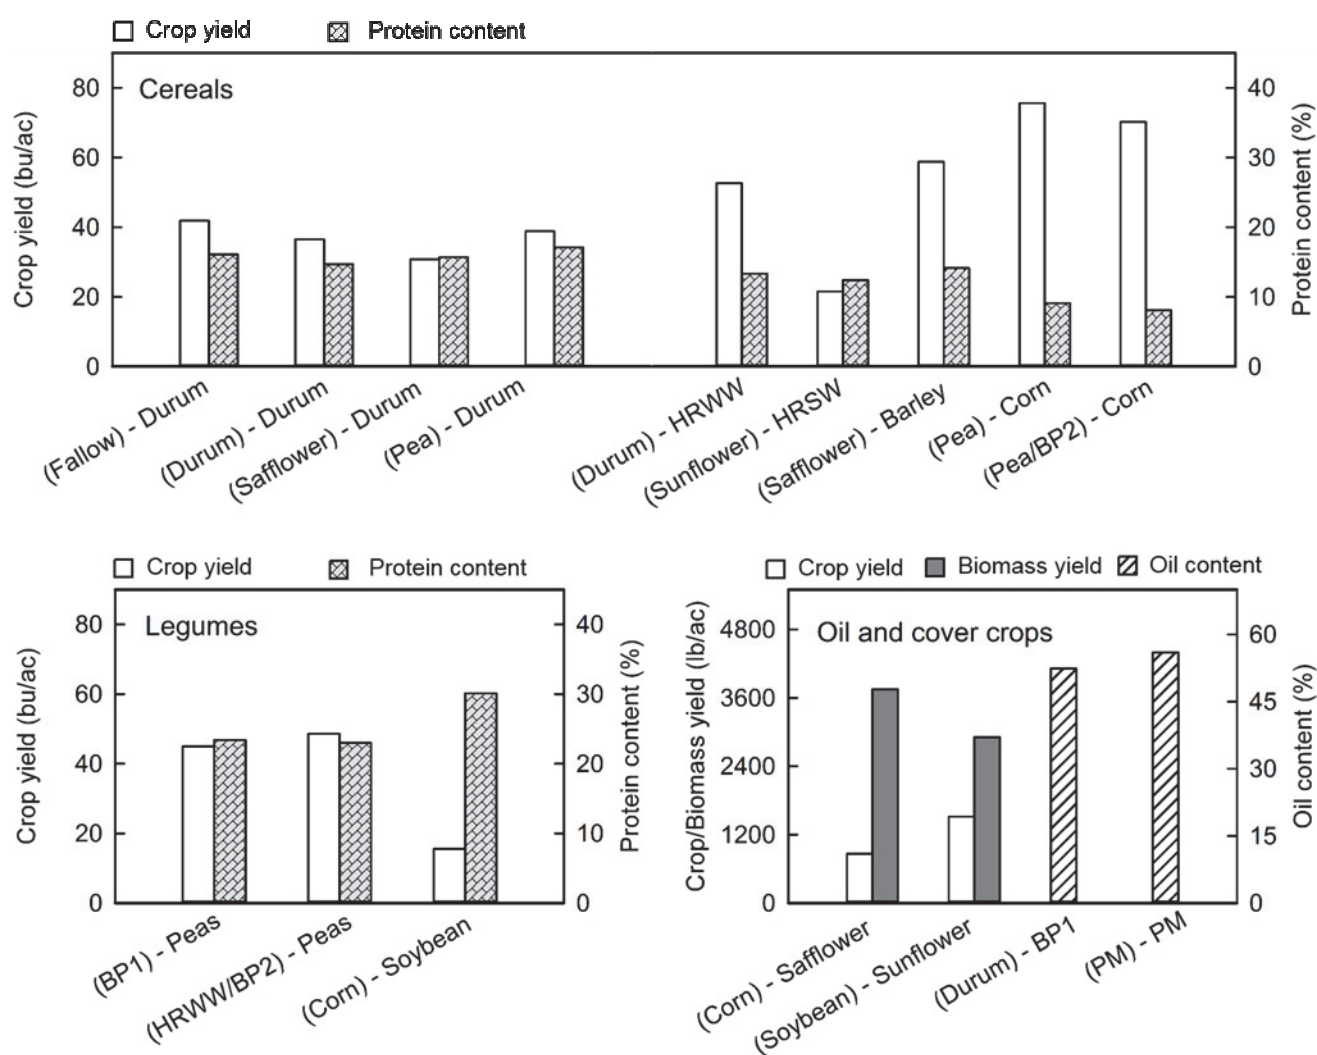 Crop yield Protein content
Cereals
Crop yield (bu/ac)
80
60
40
20
0
Protein content (%)
40
30
20
10
0
(Fallow) - Durum
(Durum) - Durum
(Safflower) - Durum
(Pea) - Durum
(Durum) - HRWW
(Sunflower) - HRSW
(Safflower) - Barley
(Pea) - Corn
(Pea/BP2) - Corn
Crop yield Protein content
Legumes
Crop yield (bu/ac)
80
60
40
20
0
Protein content (%)
40
30
20
10
0
(BP1) - Peas
(HRWW/BP2) - Peas
(Corn) - Soybean
Crop yield Biomass yield Oil content
Oil and cover crops
Crop/Biomass yield (lb/ac)
4800
3600
2400
1200
0
Oil content (%)
60
45
30
15
0
(Corn) - Safflower
(Soybean) - Sunflower
(Durum) - BP1
(PM) - PM